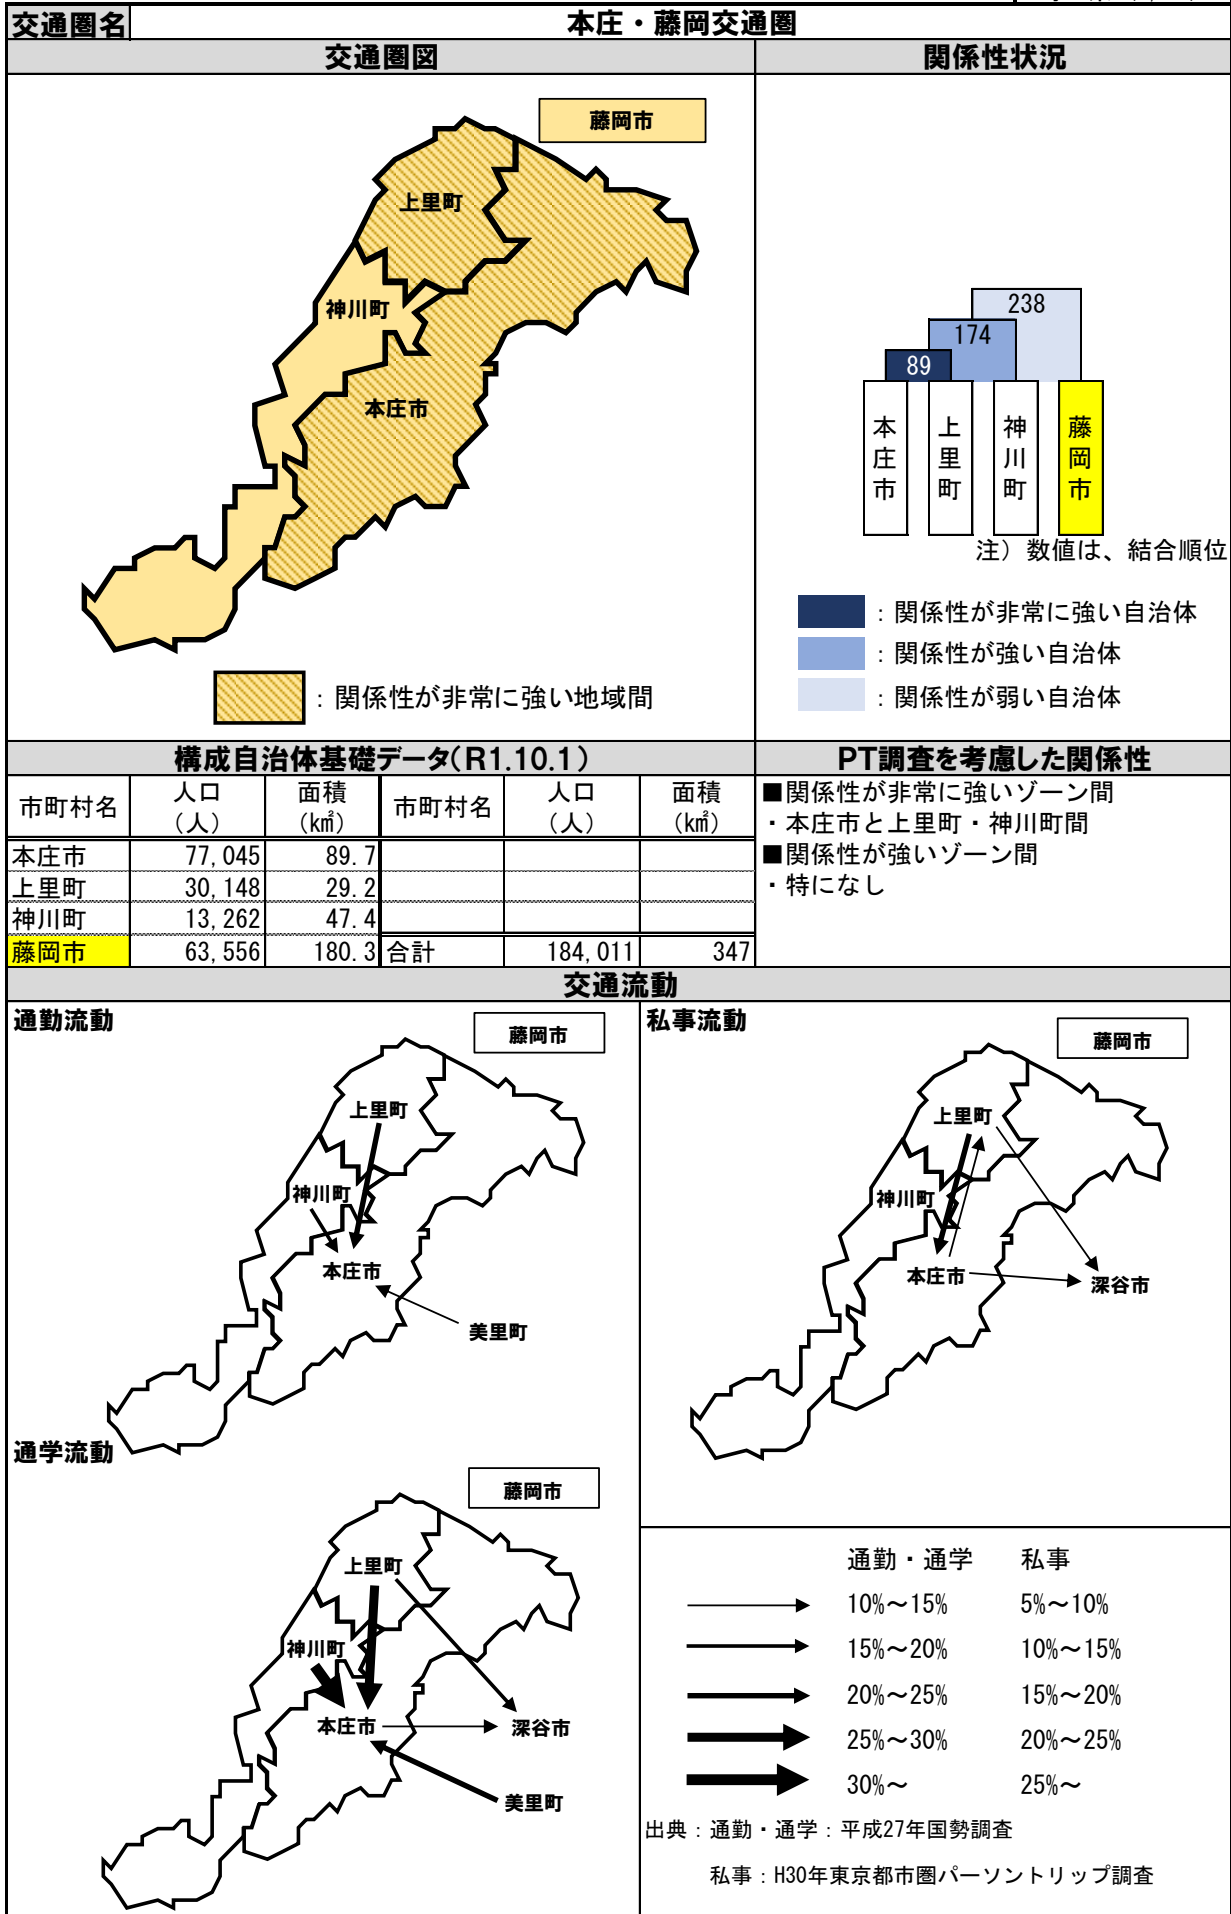 交通圏名
本庄・藤岡交通圏
交通圏図
関係性状況
藤岡市
上里町
神川町
本庄市
：関係性が非常に強い地域間
238
174
89
本庄市
上里町
神川町
藤岡市
注）数値は、結合順位
：関係性が非常に強い自治体
：関係性が強い自治体
：関係性が弱い自治体
構成自治体基礎データ(R1.10.1)
市町村名 人口（人） 面積（k㎡） 市町村名 人口（人） 面積（k㎡）
本庄市 77,045 89.7
上里町 30,148 29.2
神川町 13,262 47.4
藤岡市 63,556 180.3 合計 184,011 347
PT調査を考慮した関係性
■関係性が非常に強いゾーン間
・本庄市と上里町・神川町間
■関係性が強いゾーン間
・特になし
交通流動
通勤流動
藤岡市
上里町
神川町
本庄市
美里町
私事流動
藤岡市
上里町
神川町
本庄市
深谷市
通学流動
藤岡市
上里町
神川町
本庄市
深谷市
美里町
通勤・通学 私事
10%～15% 5%～10%
15%～20% 10%～15%
20%～25% 15%～20%
25%～30% 20%～25%
30%～ 25%～
出典：通勤・通学：平成27年国勢調査
私事：H30年東京都市圏パーソントリップ調査